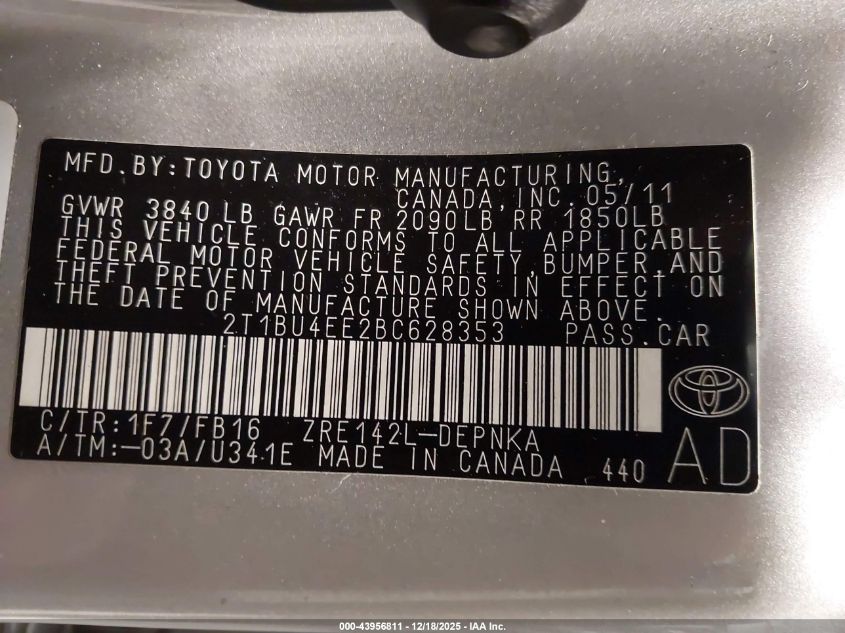 MFD.BY:TOYOTA MOTOR MANUFACTURING,
CANADA,INC. 05/11
GVWR 3840 LB GAWR FR 2090LB RR 1850LB
THIS VEHICLE CONFORMS TO ALL APPLICABLE
FEDERAL MOTOR VEHICLE SAFETY,BUMPER,AND
THEFT PREVENTION STANDARDS IN EFFECT ON
THE DATE OF MANUFACTURE SHOWN ABOVE.
2T1BU4EE2BC628353 PASS.CAR
C/TR:1F7/FB16 ZRE142L-DEPNKA
A/TM:-03A/U341E MADE IN CANADA 440 AD
000-43956811 / 12/18/2025 - IAA Inc.